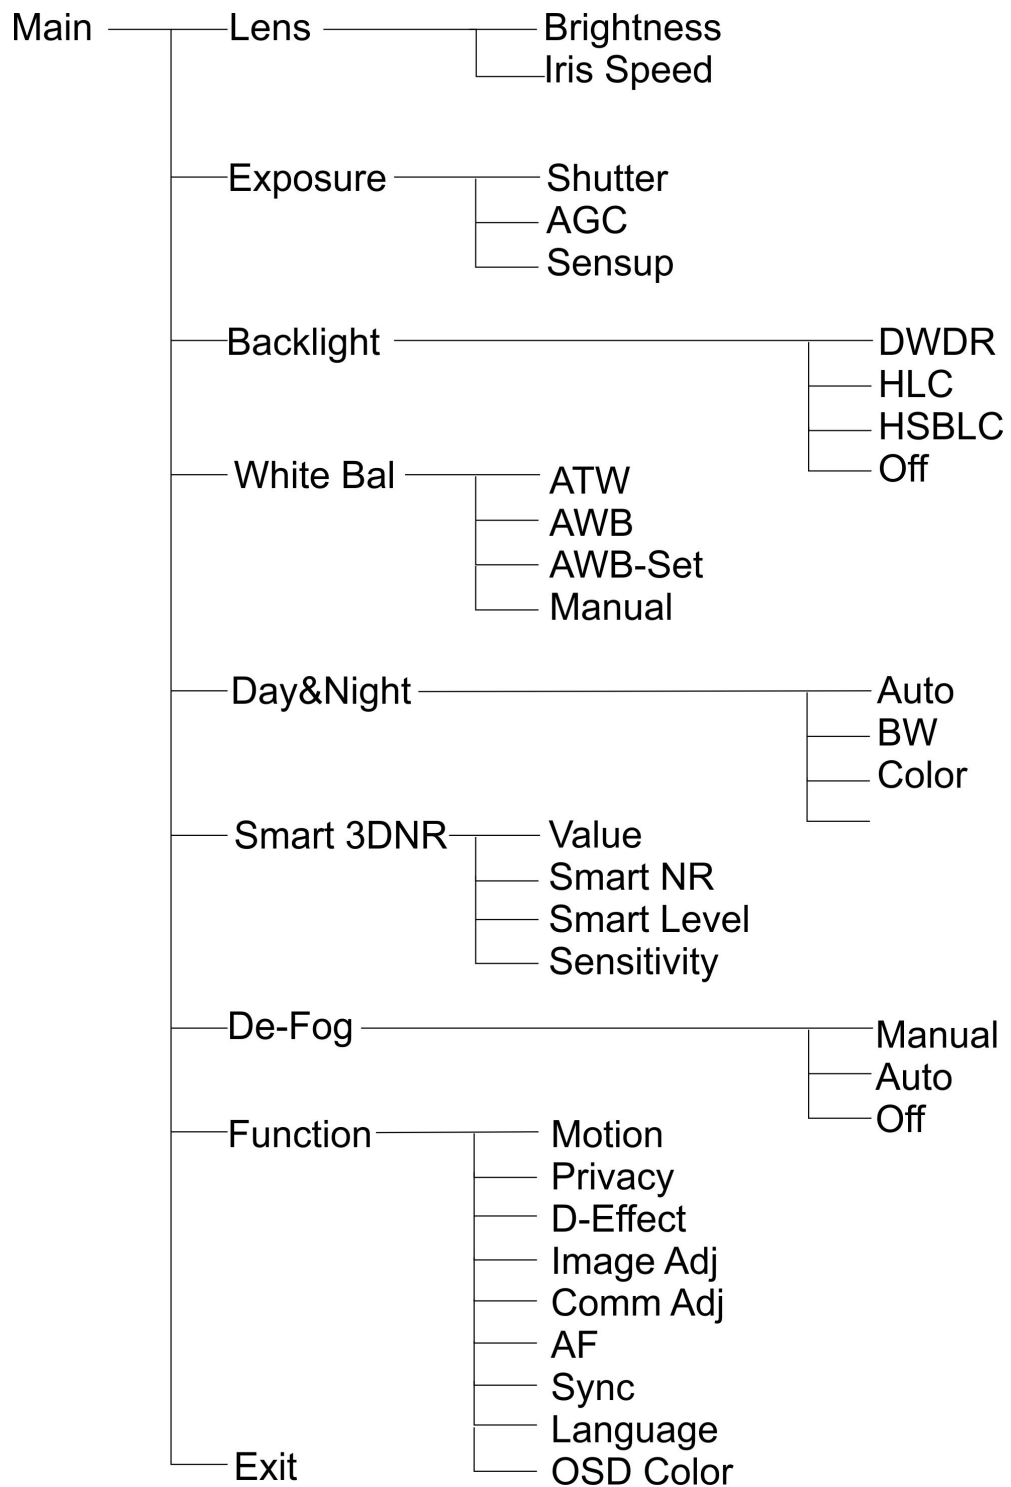 Main
Lens
Brightness
Iris Speed
Exposure
Shutter
AGC
Sensup
Backlight
DWDR
HLC
HSBLC
Off
White Bal
ATW
AWB
AWB-Set
Manual
Day&Night
Auto
BW
Color
Smart 3DNR
Value
Smart NR
Smart Level
Sensitivity
De-Fog
Manual
Auto
Off
Function
Motion
Privacy
D-Effect
Image Adj
Comm Adj
AF
Sync
Language
OSD Color
Exit